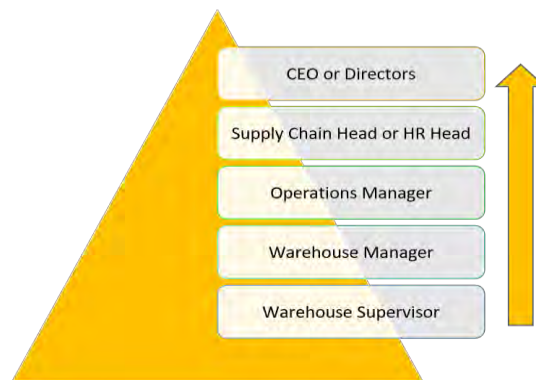 CEO or Directors
Supply Chain Head or HR Head
Operations Manager
Warehouse Manager
Warehouse Supervisor